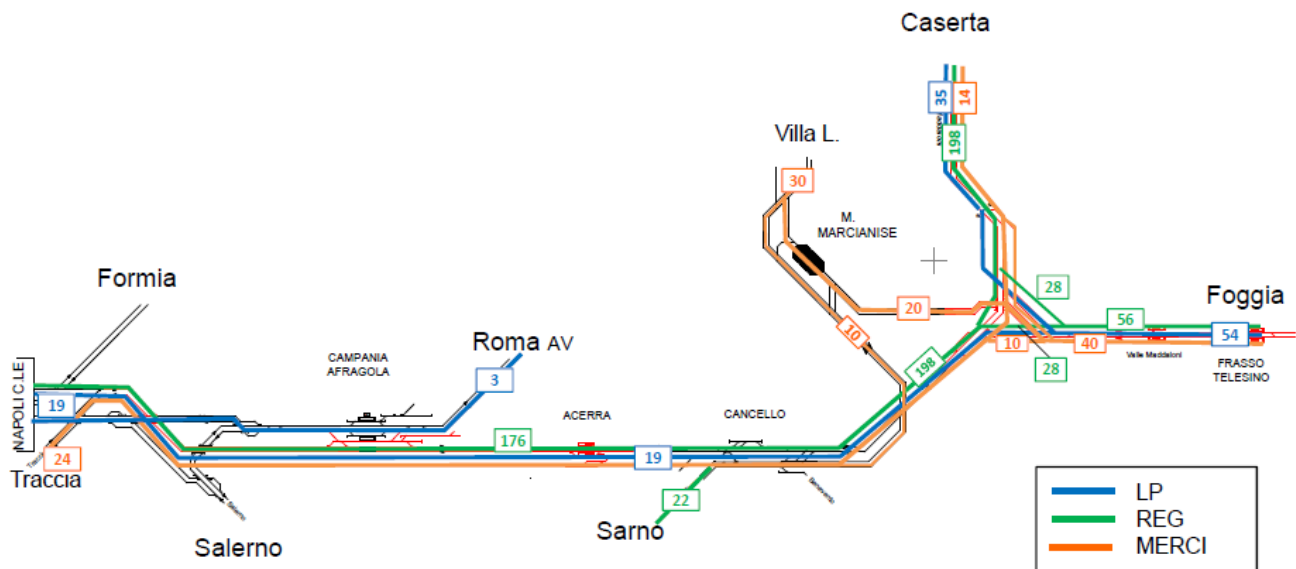 Caserta
35
14
198
Villa L.
30
M.
MARCIANISE
Formia
28
Foggia
56
20
54
10
10
40
Valle Maddaloni
Roma AV
CAMPANIA
AFRAGOLA
3
198
28
FRASSO
TELESINO
NAPOLI C.LE
19
ACERRA
CANCELLO
176
19
24
Traccia
22
Benevento
Salerno
Sarno
Salerno
LP
REG
MERCI